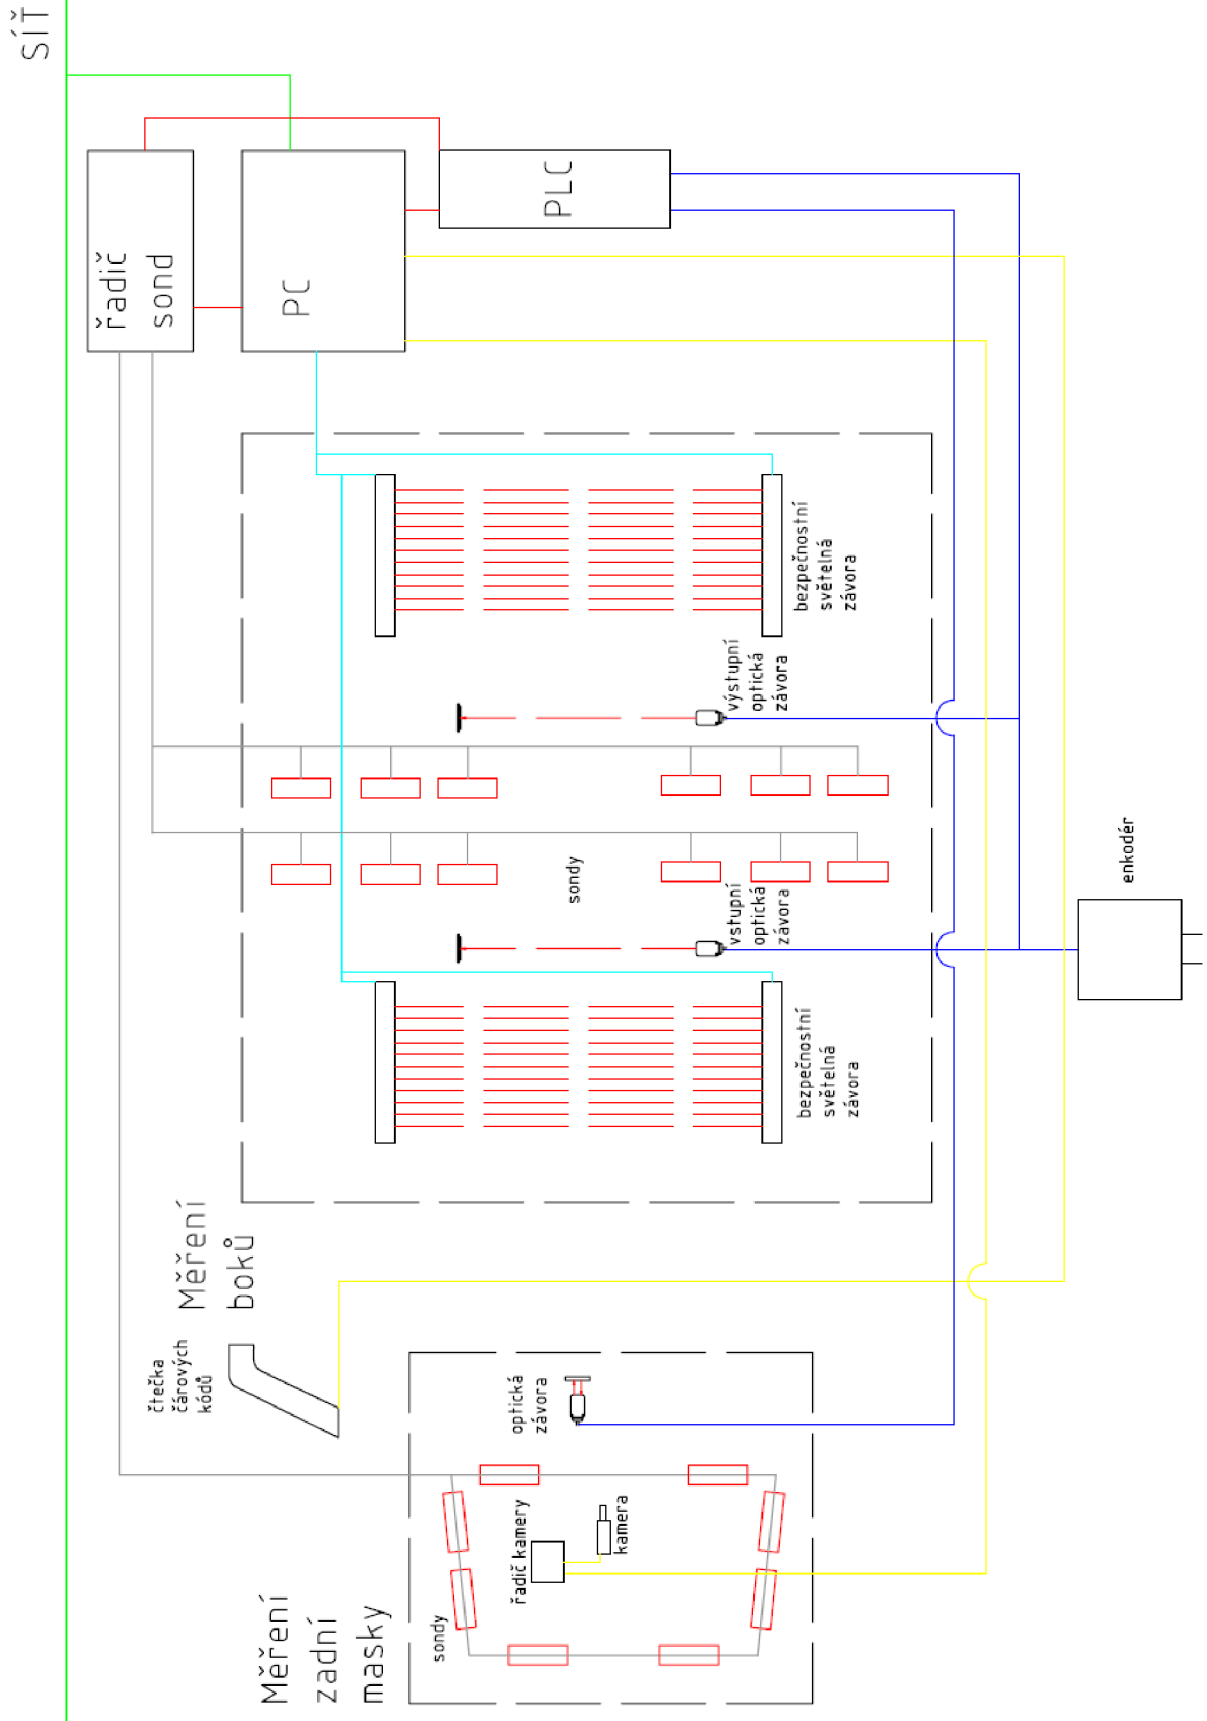 SÍŤ
řadič
sond
PC
PLC
bezpečnostní
světelná
závora
výstupní
optická
závora
sondy
vstupní
optická
závora
enkodér
bezpečnostní
světelná
závora
Měření
boků
čtečka
čárových
kódů
optická
závora
řadič kamery
kamera
sondy
Měření
zadní
masky